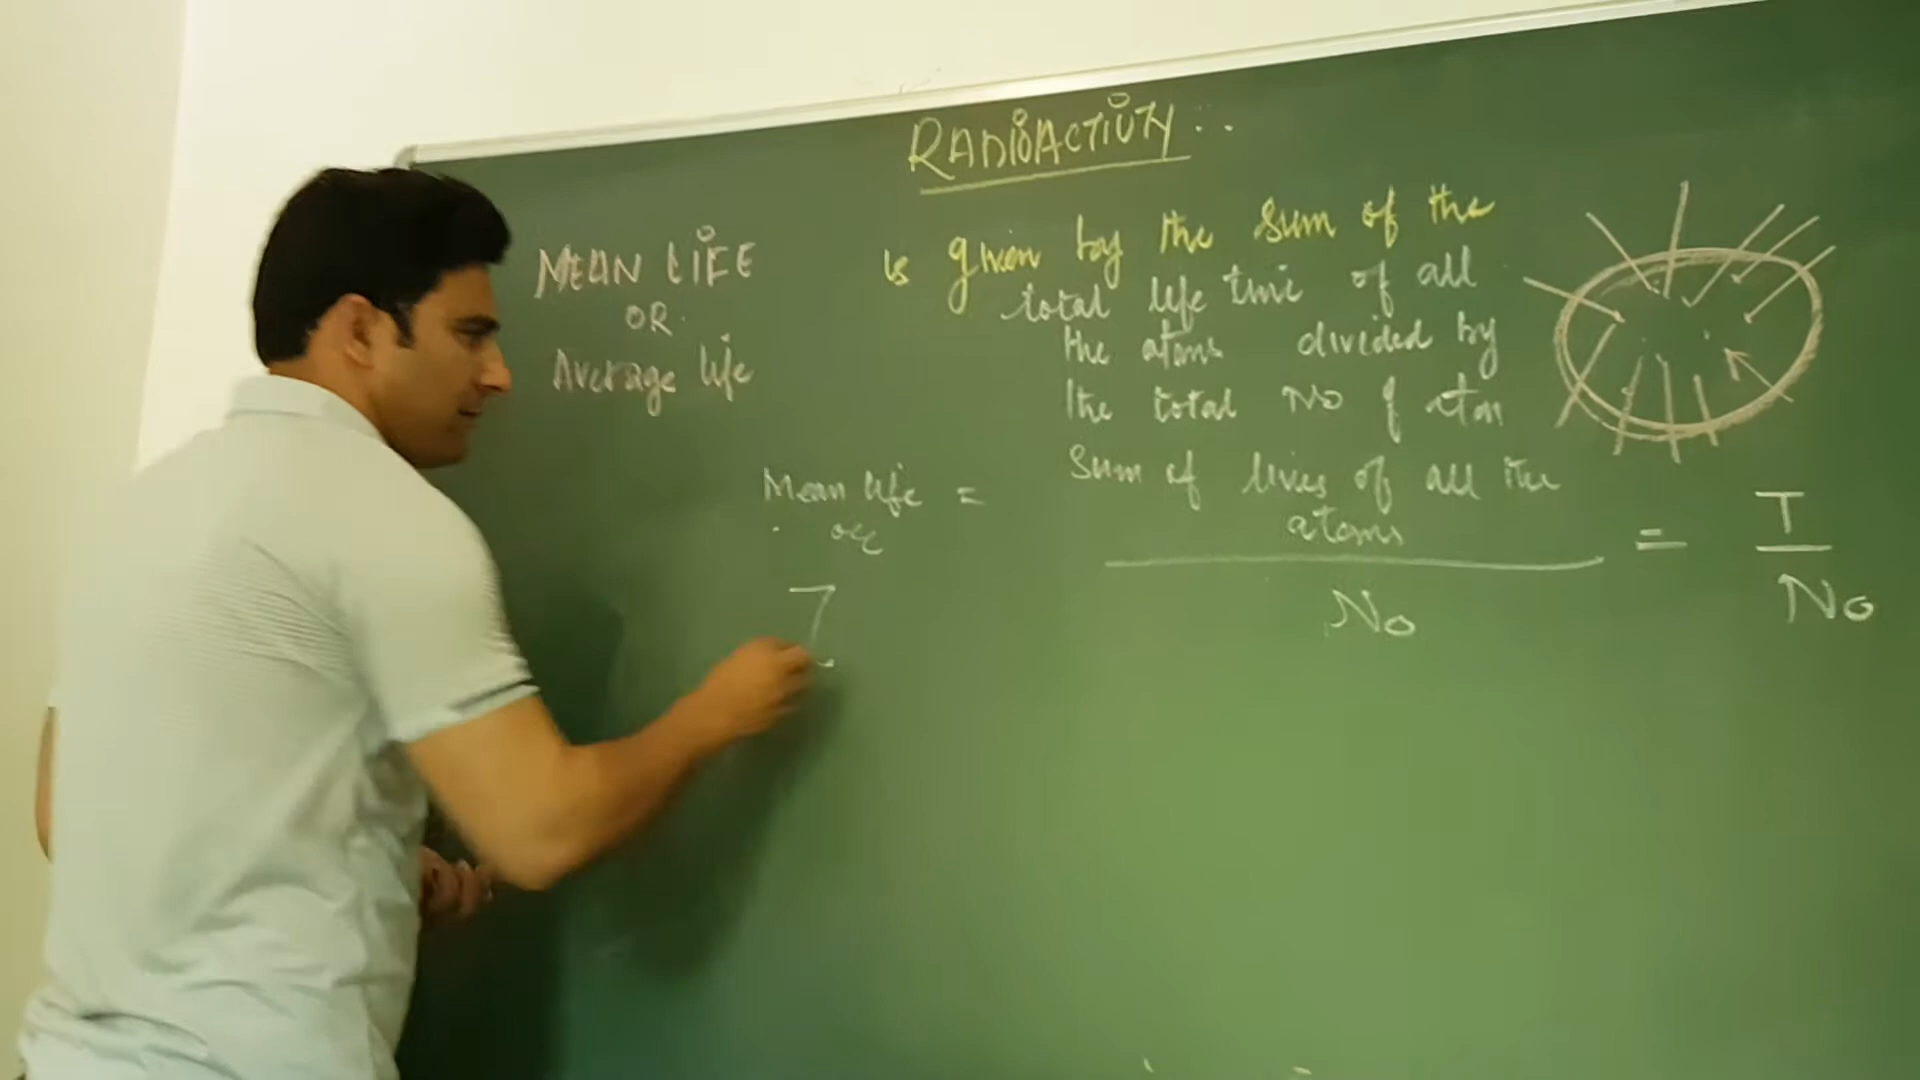 RADIOACTIVITY :.
MEAN LIFE
OR
Average life
is given by the sum of the
total life time of all
the atoms divided by
the total No of atom
Mean life = Sum of lives of all the
atoms
No
= T
No